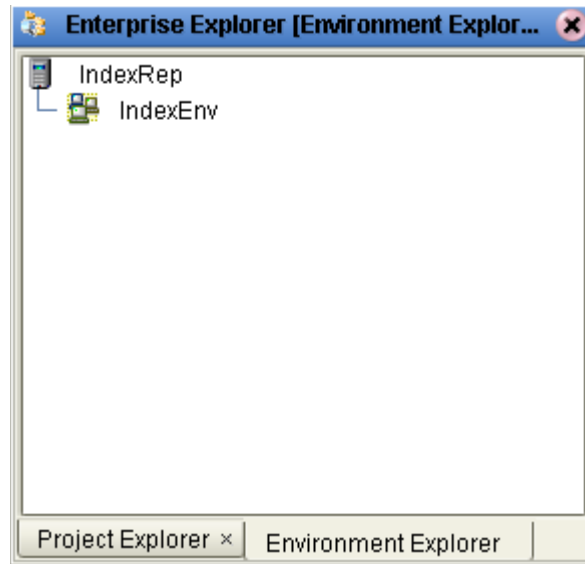 Enterprise Explorer [Environment Explor...
IndexRep
IndexEnv
Project Explorer ×
Environment Explorer